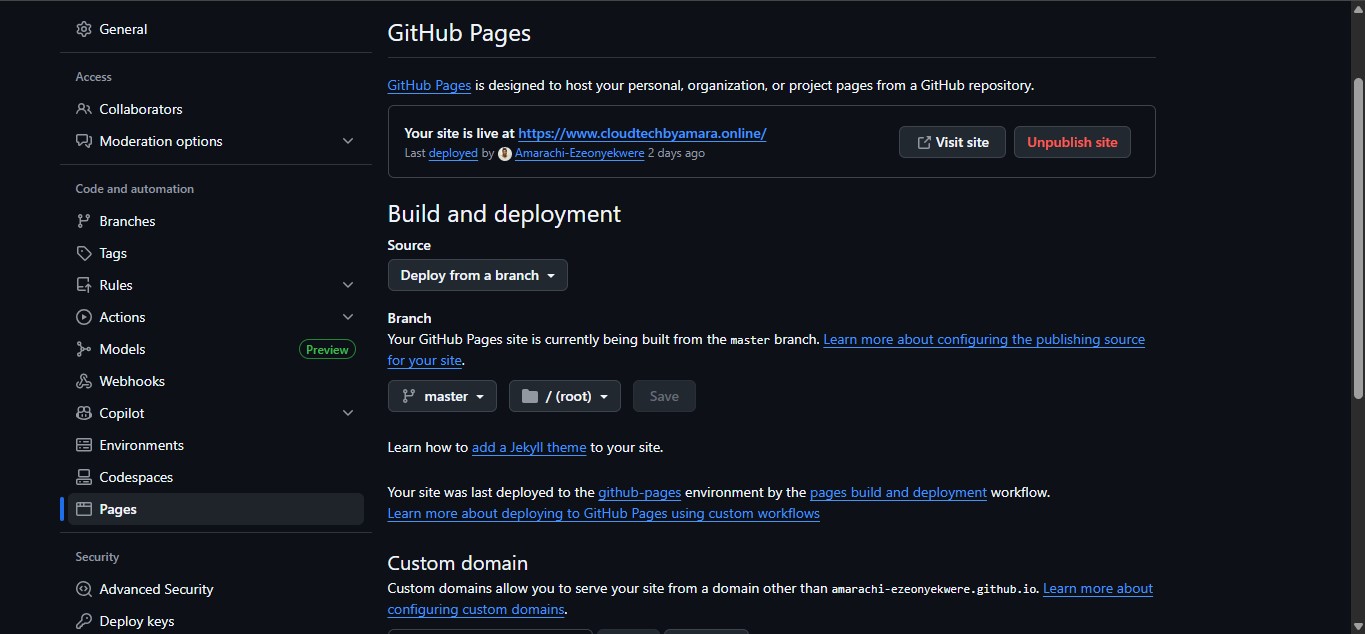 General
Access
Collaborators
Moderation options
Code and automation
Branches
Tags
Rules
Actions
Models
Preview
Webhooks
Copilot
Environments
Codespaces
Pages
Security
Advanced Security
Deploy keys
GitHub Pages
GitHub Pages is designed to host your personal, organization, or project pages from a GitHub repository.
Your site is live at https://www.cloudtechbyamara.online/
Last deployed by Amarachi-Ezeonyekwere 2 days ago
Visit site
Unpublish site
Build and deployment
Source
Deploy from a branch
Branch
Your GitHub Pages site is currently being built from the master branch. Learn more about configuring the publishing source
for your site.
master
/ (root)
Save
Learn how to add a Jekyll theme to your site.
Your site was last deployed to the github-pages environment by the pages build and deployment workflow.
Learn more about deploying to GitHub Pages using custom workflows
Custom domain
Custom domains allow you to serve your site from a domain other than amarachi-ezeonyekwere.github.io. Learn more about
configuring custom domains.